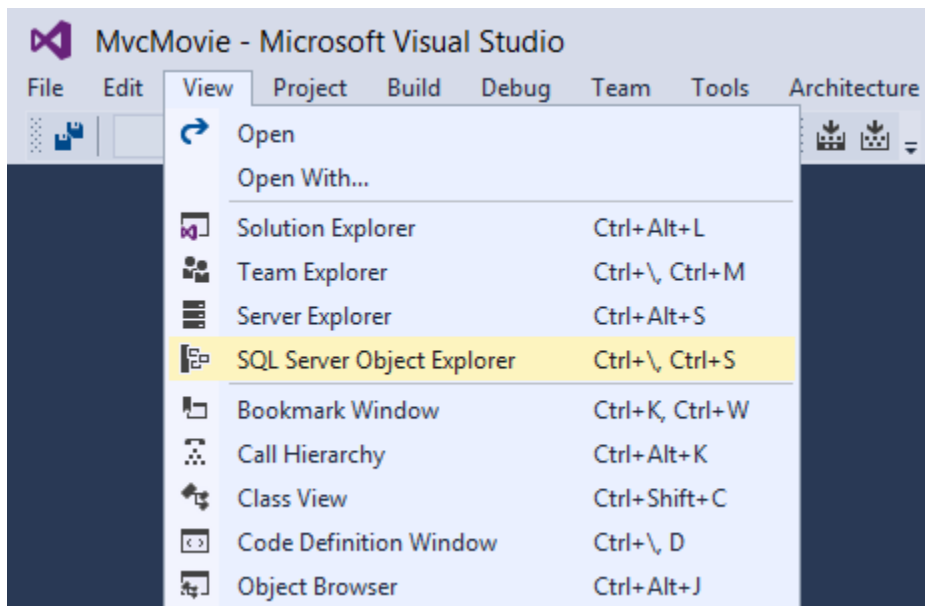 MvcMovie - Microsoft Visual Studio
File Edit View Project Build Debug Team Tools Architecture
Open
Open With...
Solution Explorer Ctrl+Alt+L
Team Explorer Ctrl+\, Ctrl+M
Server Explorer Ctrl+Alt+S
SQL Server Object Explorer Ctrl+\, Ctrl+S
Bookmark Window Ctrl+K, Ctrl+W
Call Hierarchy Ctrl+Alt+K
Class View Ctrl+Shift+C
Code Definition Window Ctrl+\, D
Object Browser Ctrl+Alt+J